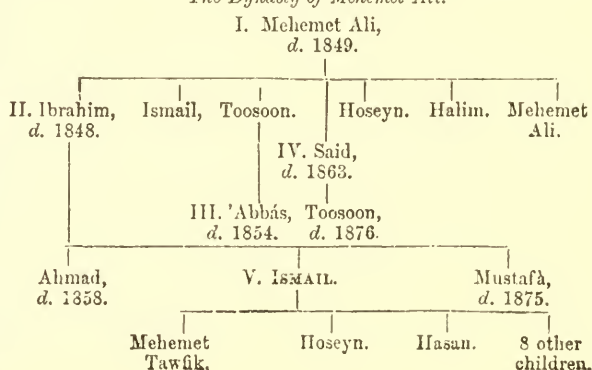 The Dynasty of Mehemet Ali.
I. Mehemet Ali,
d. 1849.
II. Ibrahim, Ismail, Toosoon. Hoseyn. Halim. Mehemet
d. 1848. Ali.
IV. Said,
d. 1863.
III. 'Abbás, Toosoon,
d. 1854. d. 1876.
Ahmad, V. ISMAIL. Mustafà,
d. 1358. d. 1875.
Mehemet Hoseyn. Hasan. 8 other
Tawfik. children.